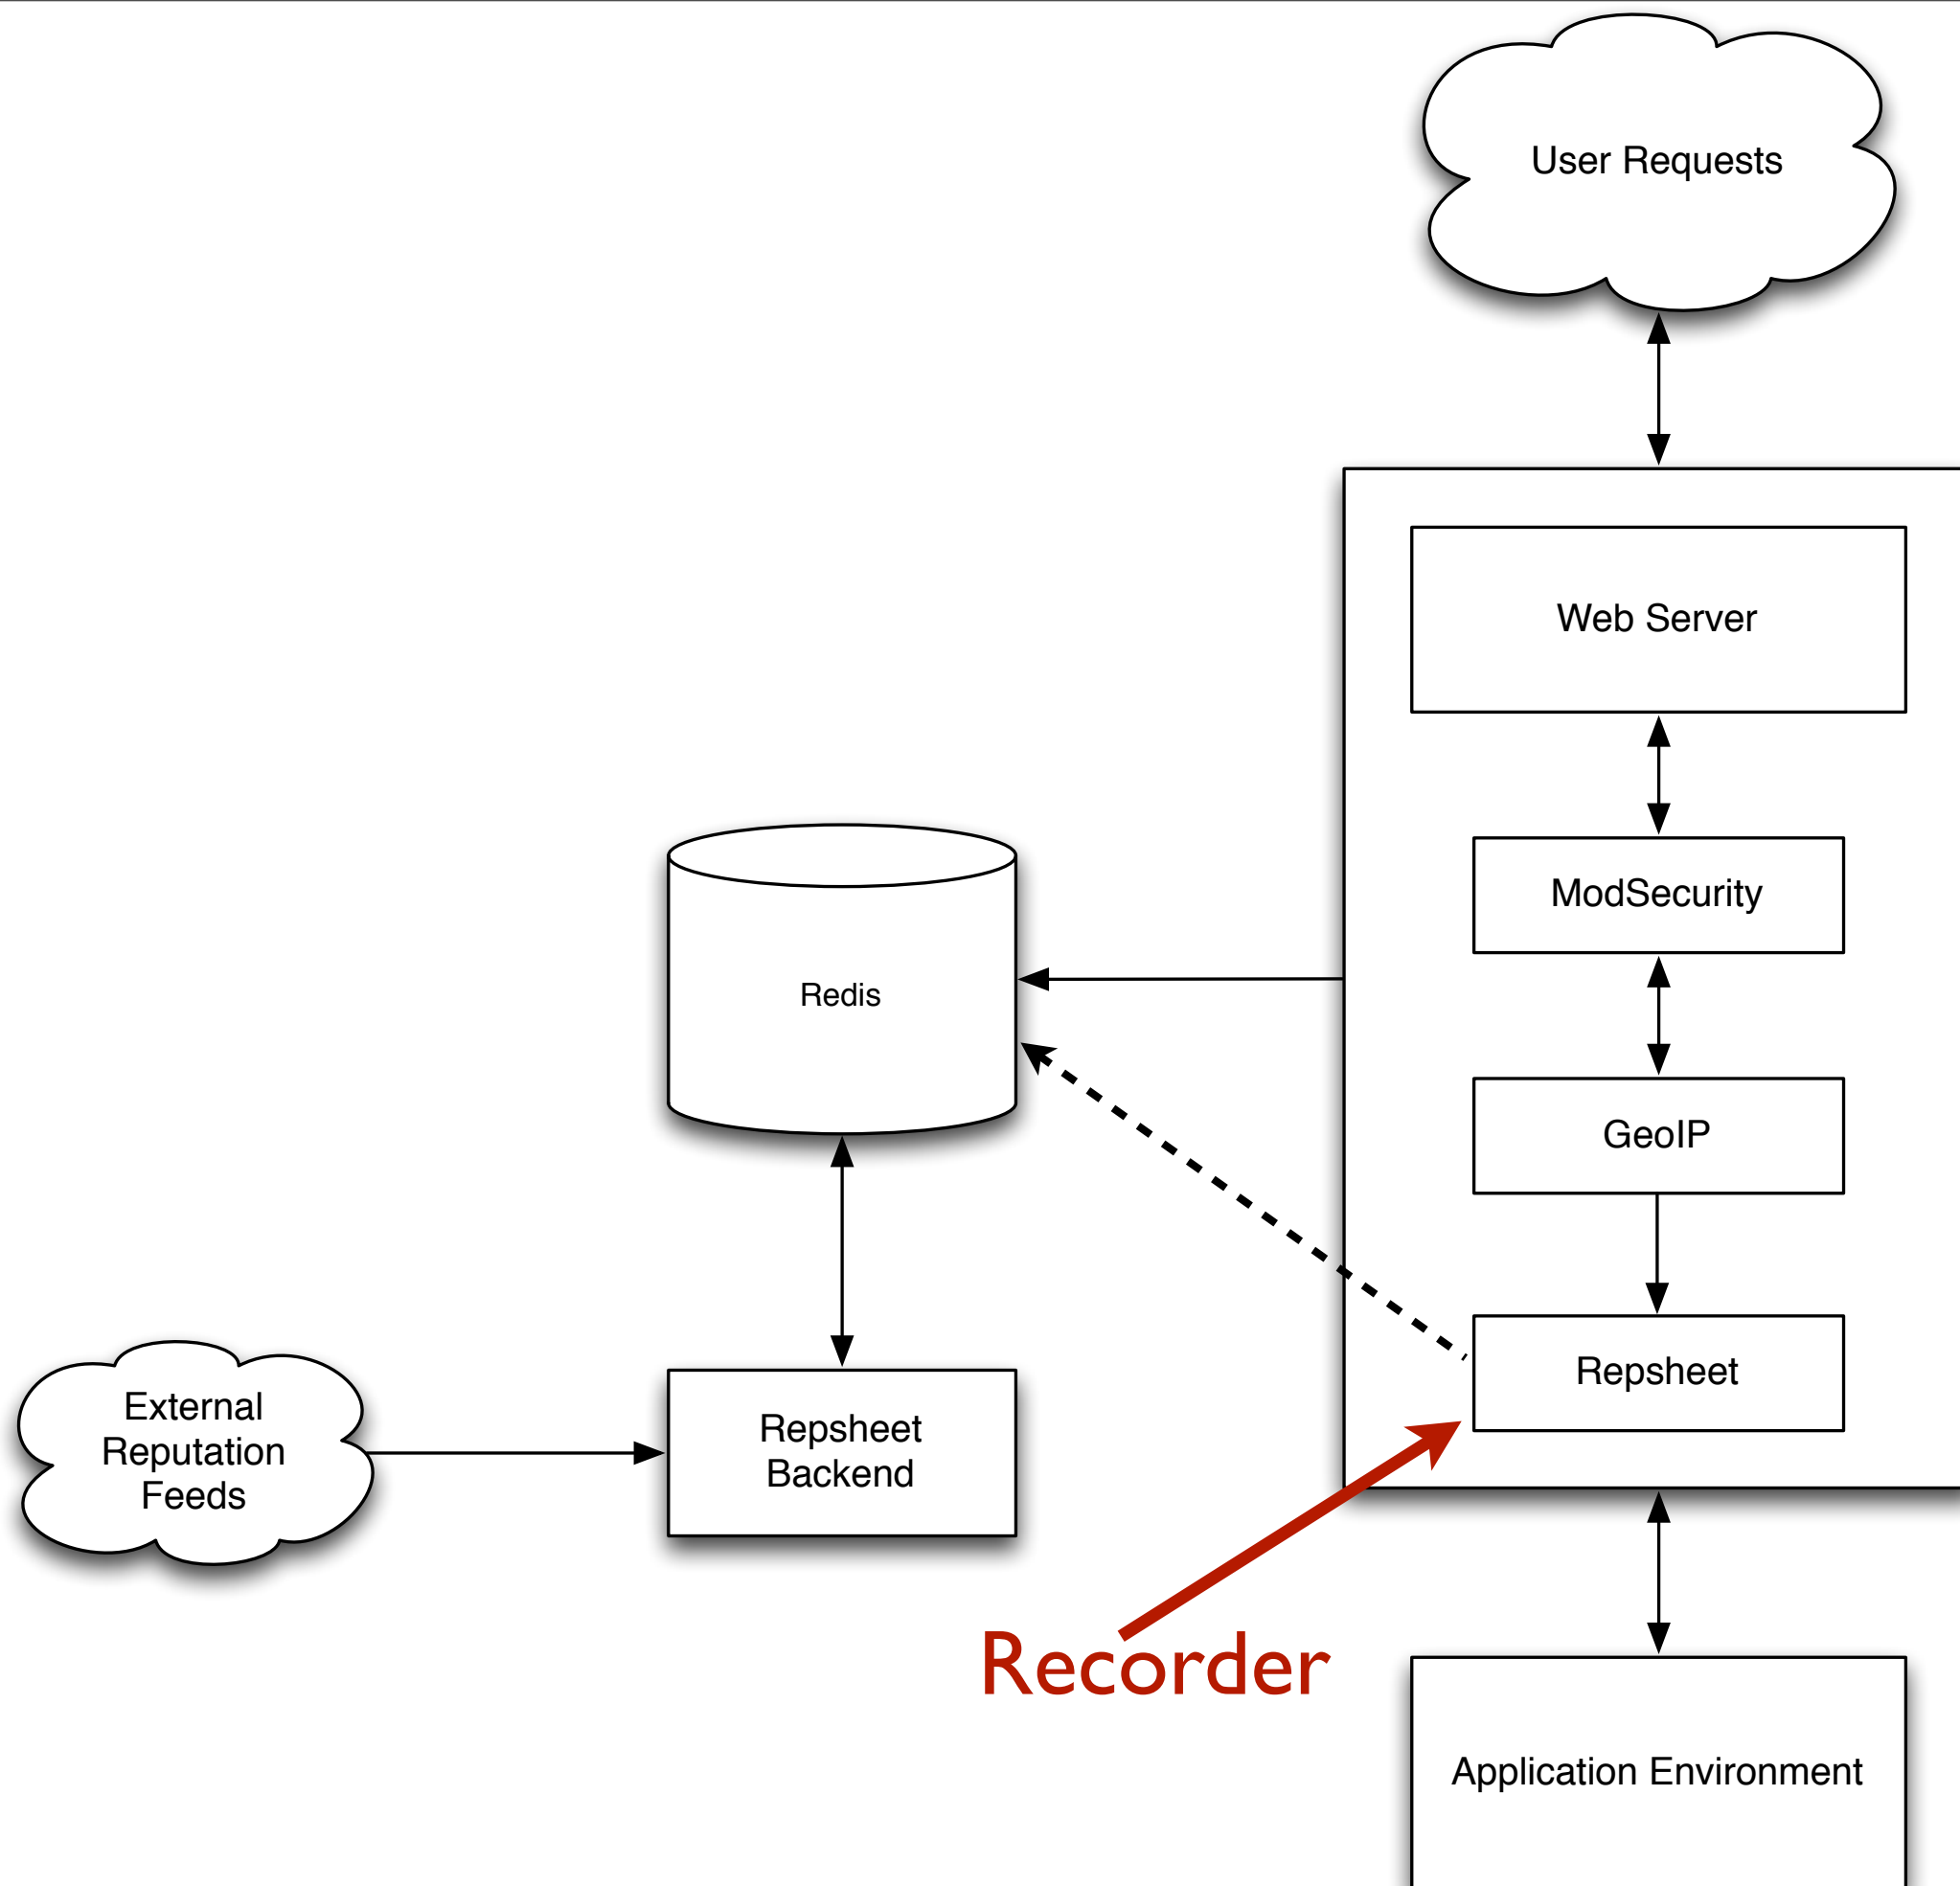 User Requests
Web Server
ModSecurity
Redis
GeoIP
Repsheet
External
Reputation
Feeds
Repsheet
Backend
Recorder
Application Environment